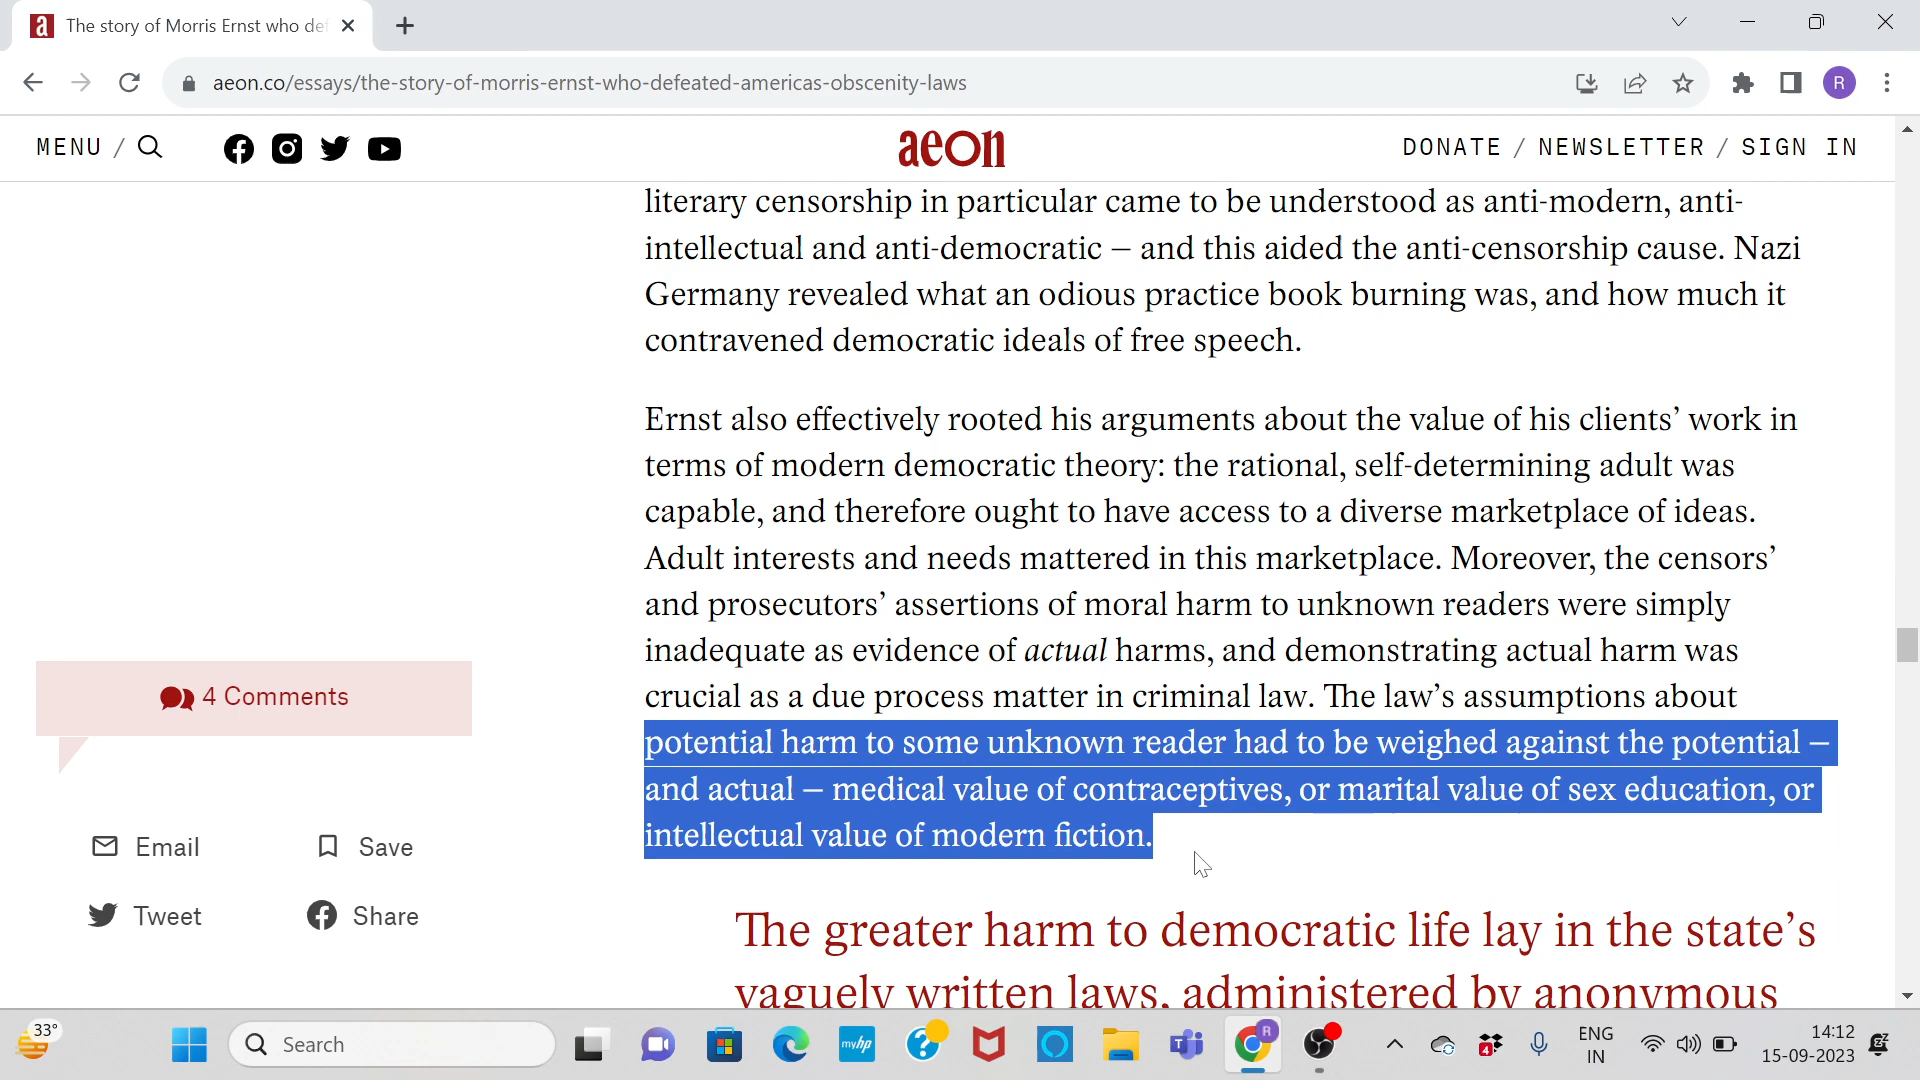 The story of Morris Ernst who def
aeon.co/essays/the-story-of-morris-ernst-who-defeated-americas-obscenity-laws
R
MENU /
aeon
DONATE / NEWSLETTER / SIGN IN
literary censorship in particular came to be understood as anti-modern, anti-
intellectual and anti-democratic – and this aided the anti-censorship cause. Nazi
Germany revealed what an odious practice book burning was, and how much it
contravened democratic ideals of free speech.
Ernst also effectively rooted his arguments about the value of his clients’ work in
terms of modern democratic theory: the rational, self-determining adult was
capable, and therefore ought to have access to a diverse marketplace of ideas.
Adult interests and needs mattered in this marketplace. Moreover, the censors’
and prosecutors’ assertions of moral harm to unknown readers were simply
inadequate as evidence of actual harms, and demonstrating actual harm was
crucial as a due process matter in criminal law. The law’s assumptions about
potential harm to some unknown reader had to be weighed against the potential –
and actual – medical value of contraceptives, or marital value of sex education, or
intellectual value of modern fiction.
The greater harm to democratic life lay in the state’s
vaguely written laws, administered by anonymous
4 Comments
Email
Save
Tweet
Share
33°
Search
myhp
R
4
ENG
IN
14:12
15-09-2023